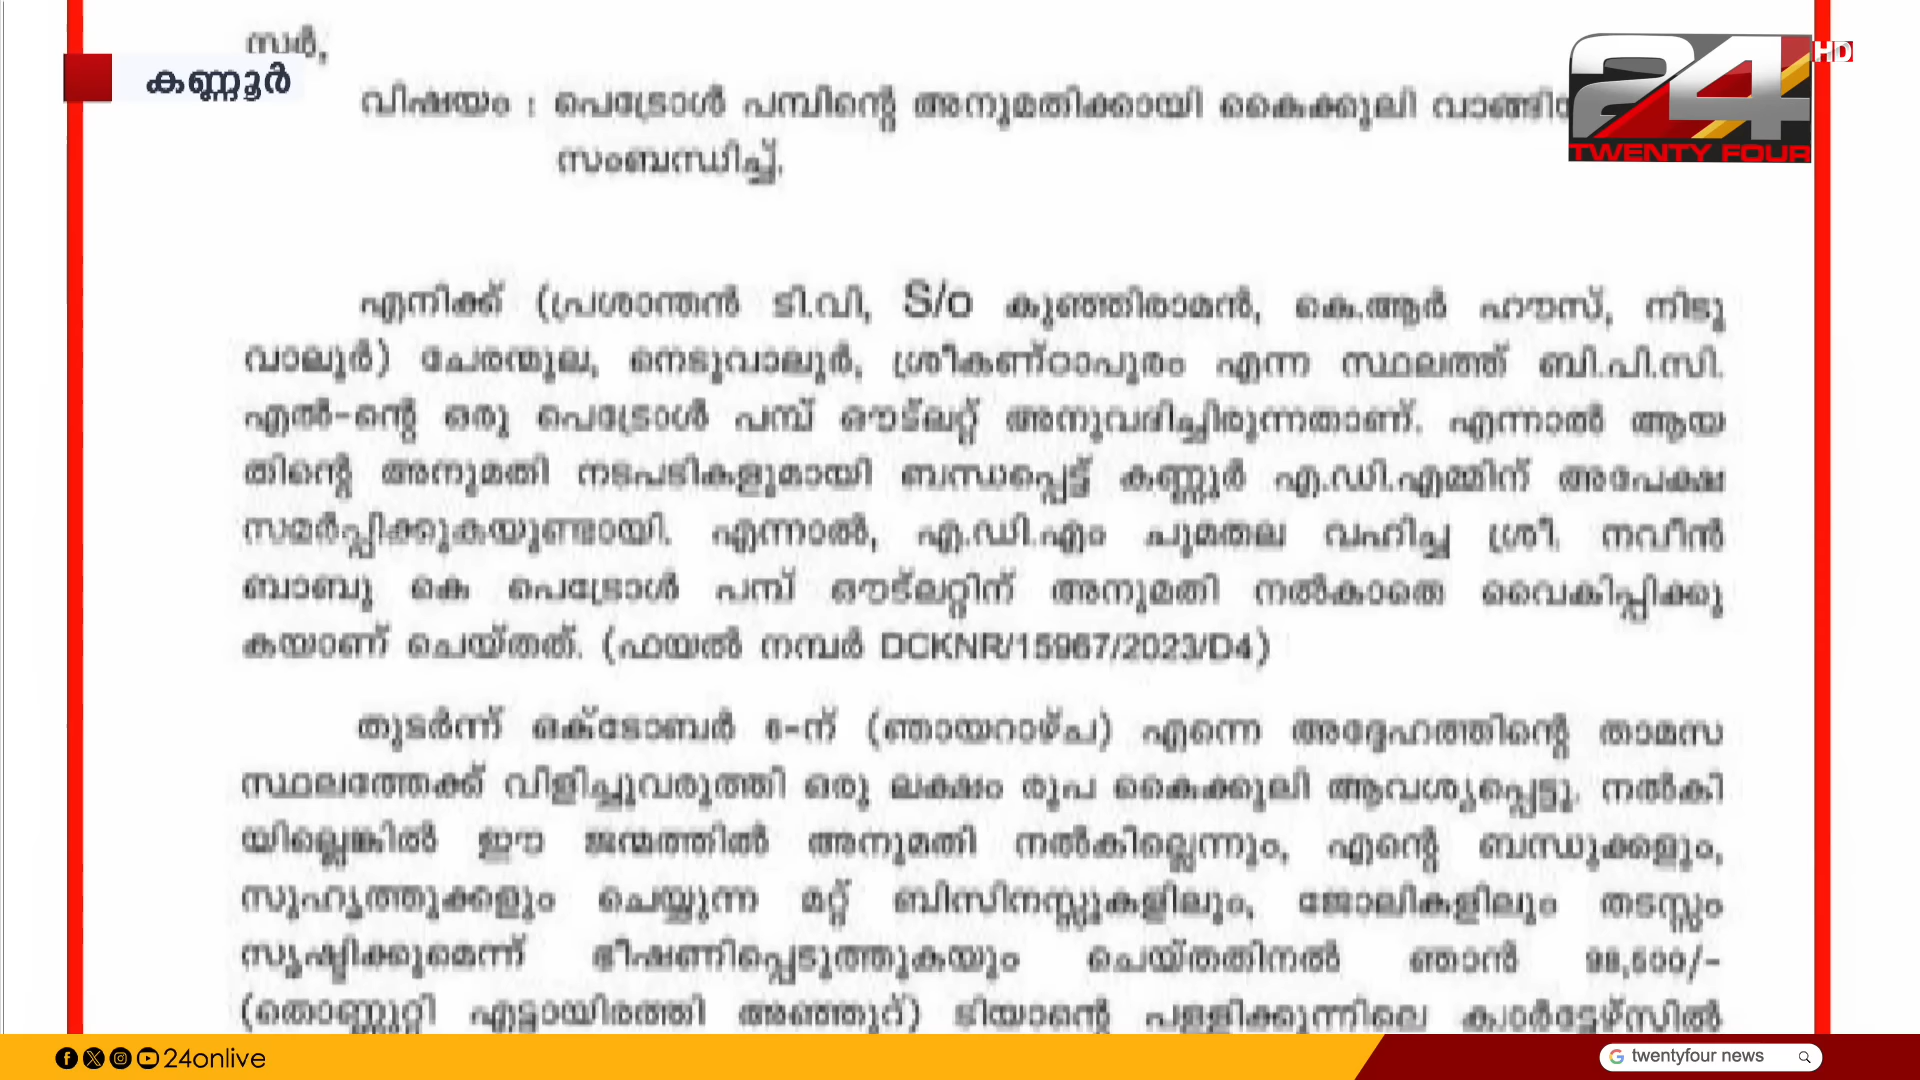 സർ,
കണ്ണൂർ
വിഷയം : പെട്രോൾ പമ്പിന്റെ അനുമതിക്കായി കൈക്കൂലി
സംബന്ധിച്ച്.
24 HD
TWENTY FOUR
എനിക്ക് (പ്രശാന്തൻ ടി.വി, S/o കുഞ്ഞിരാമൻ, കെ.ആർ ഹൗസ്, നിടു
വാലൂർ) ചേരന്മൂല, നെടുവാലൂർ, ശ്രീകണ്ഠാപുരം എന്ന സ്ഥലത്ത് ബി.പി.സി.
എൽ-ന്റെ ഒരു പെട്രോൾ പമ്പ് ഔട്ട്ലറ്റ് അനുവദിച്ചിരുന്നതാണ്. എന്നാൽ ആയ
തിന്റെ അനുമതി നടപടികളുമായി ബന്ധപ്പെട്ട് കണ്ണൂർ എ.ഡി.എമ്മിന് അപേക്ഷ
സമർപ്പിക്കുകയുണ്ടായി. എന്നാൽ, എ.ഡി.എം ചുമതല വഹിച്ച ശ്രീ. നവീൻ
ബാബു കെ പെട്രോൾ പമ്പ് ഔട്ട്ലറ്റിന് അനുമതി നൽകാതെ വൈകിപ്പിക്കു
കയാണ് ചെയ്തത്. (ഫയൽ നമ്പർ DCKNR/15967/2023/D4)
തുടർന്ന് ഒക്ടോബർ 6-ന് (ഞായറാഴ്ച) എന്നെ അദ്ദേഹത്തിന്റെ താമസ
സ്ഥലത്തേക്ക് വിളിച്ചുവരുത്തി ഒരു ലക്ഷം രൂപ കൈക്കൂലി ആവശ്യപ്പെട്ടു. നൽകി
യില്ലെങ്കിൽ ഈ ജന്മത്തിൽ അനുമതി നൽകില്ലെന്നും, എന്റെ ബന്ധുക്കളും,
സുഹൃത്തുക്കളും ചെയ്യുന്ന മറ്റ് ബിസിനസ്സുകളിലും, ജോലികളിലും തടസ്സം
സൃഷ്ടിക്കുമെന്ന് ഭീഷണിപ്പെടുത്തുകയും ചെയ്തതിനൽ ഞാൻ 98,500/-
(തൊണ്ണൂറ്റി എട്ടായിരത്തി അഞ്ഞൂറ്) ടിയാന്റെ പള്ളിക്കുന്നിലെ ക്വാർട്ടേഴ്സിൽ
24onlive
twentyfour news